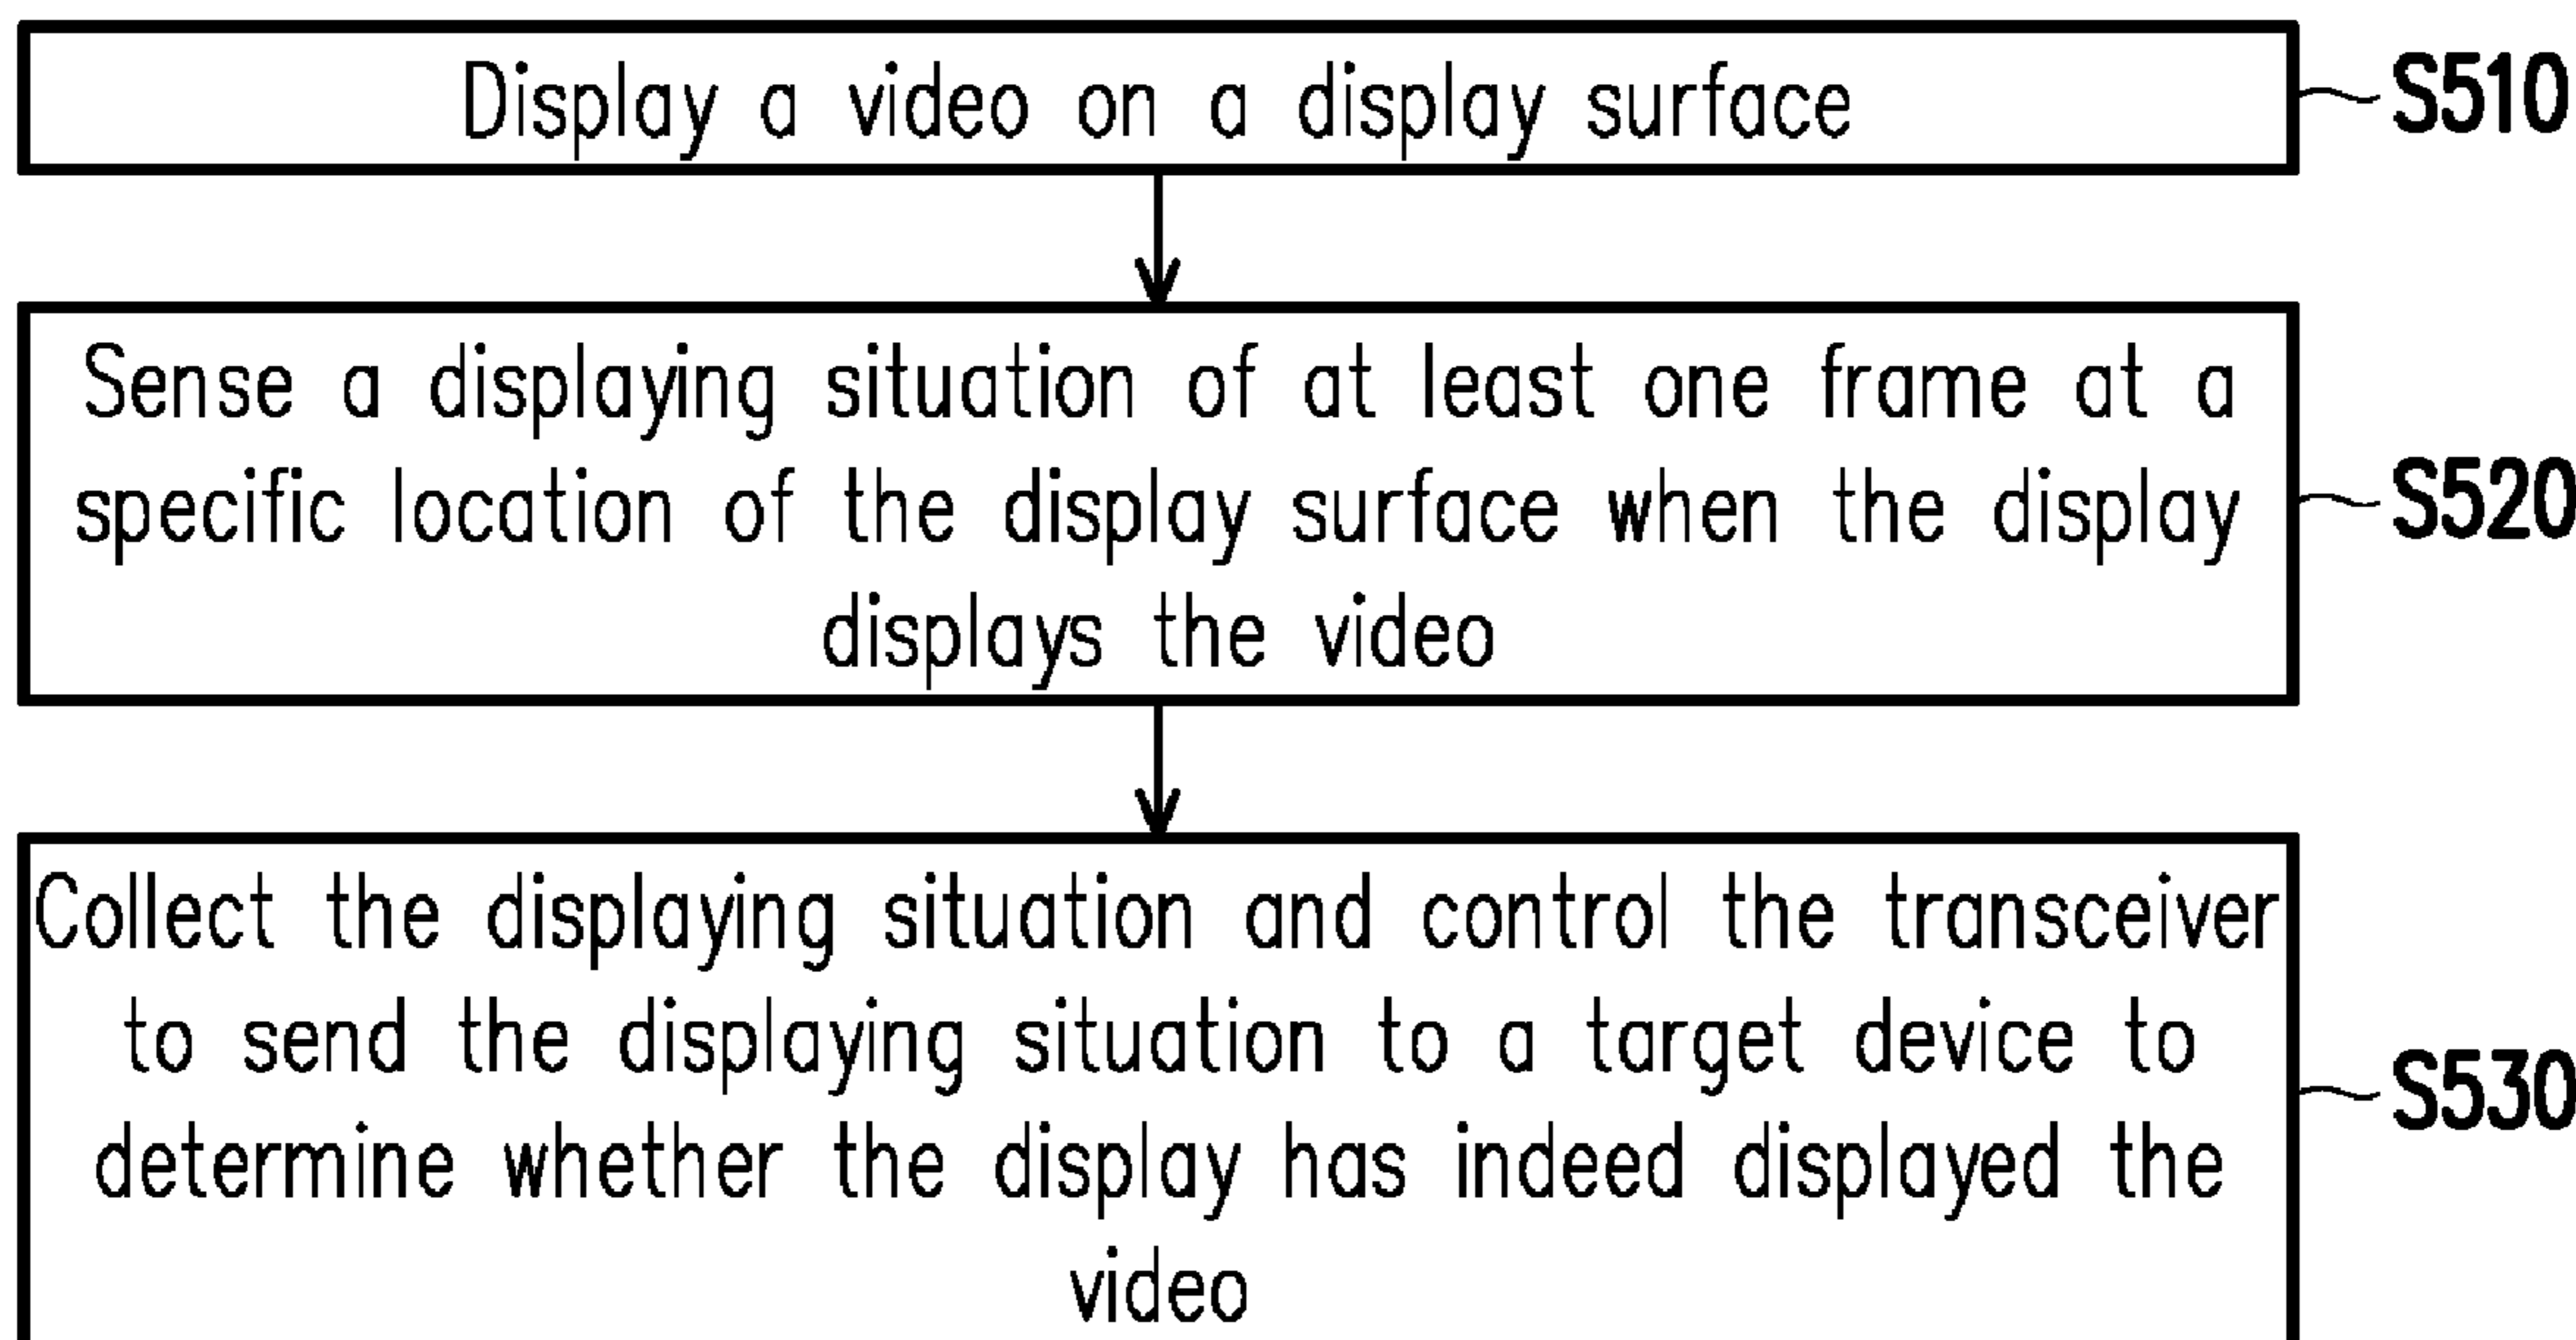 Display a video on a display surface
S510
Sense a displaying situation of at least one frame at a
specific location of the display surface when the display
displays the video
S520
Collect the displaying situation and control the transceiver
to send the displaying situation to a target device to
determine whether the display has indeed displayed the
video
S530